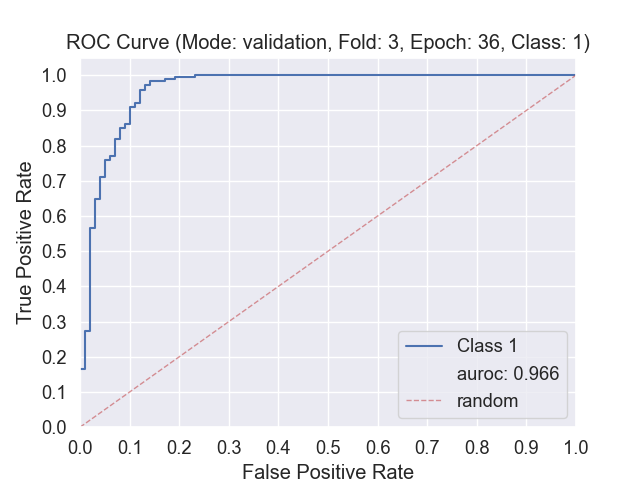 ROC Curve (Mode: validation, Fold: 3, Epoch: 36, Class: 1)
True Positive Rate
1.0
0.9
0.8
0.7
0.6
0.5
0.4
0.3
0.2
0.1
0.0
Class 1
auroc: 0.966
random
0.0 0.1 0.2 0.3 0.4 0.5 0.6 0.7 0.8 0.9 1.0
False Positive Rate